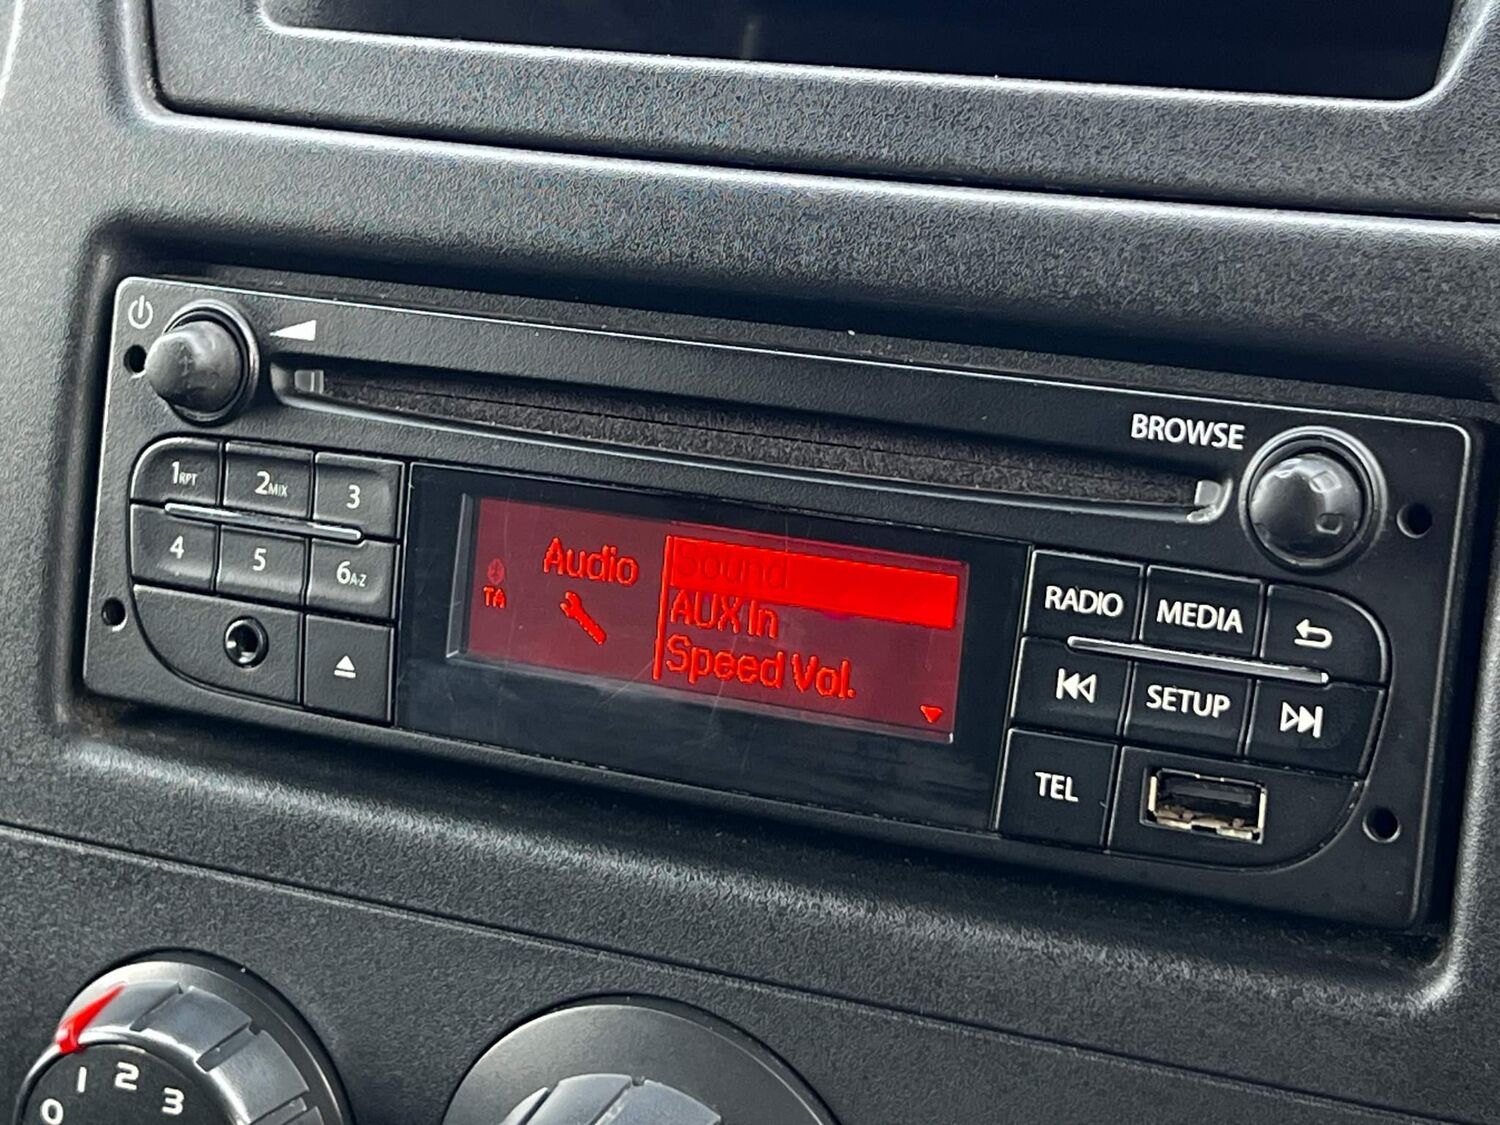 BROWSE
1RPT 2MIX 3
4 5 6A-Z
Audio
TA
Sound
AUX In
Speed Vol.
RADIO MEDIA
SETUP
TEL
0 1 2 3